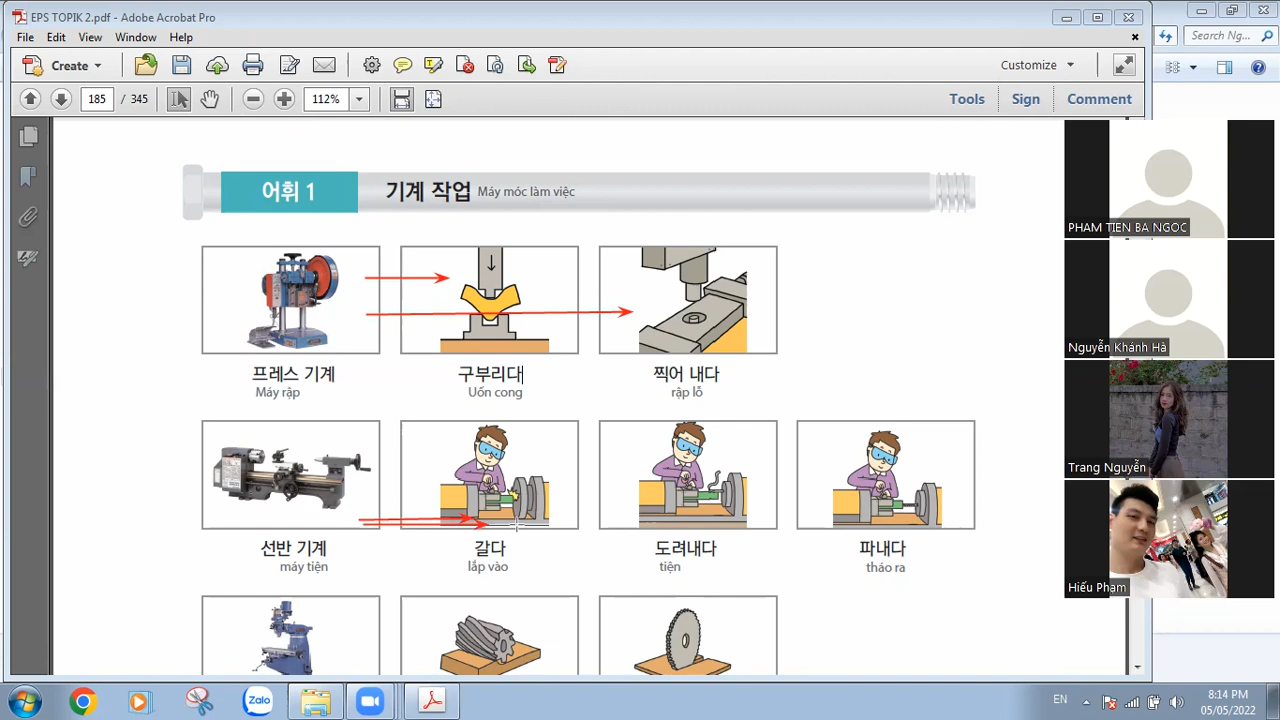 EPS TOPIK 2.pdf - Adobe Acrobat Pro
File Edit View Window Help
Search Ng...
Create
Customize
185 / 345
112%
Tools Sign Comment
어휘 1
기계 작업 Máy móc làm việc
프레스 기계
Máy rập
구부리다
Uốn cong
찍어 내다
rập lỗ
선반 기계
máy tiện
갈다
lắp vào
도려내다
tiện
파내다
tháo ra
PHAM TIEN BA NGOC
Nguyễn Khánh Hà
Trang Nguyễn
Hiếu Phạm
Zalo
EN
8:14 PM
05/05/2022